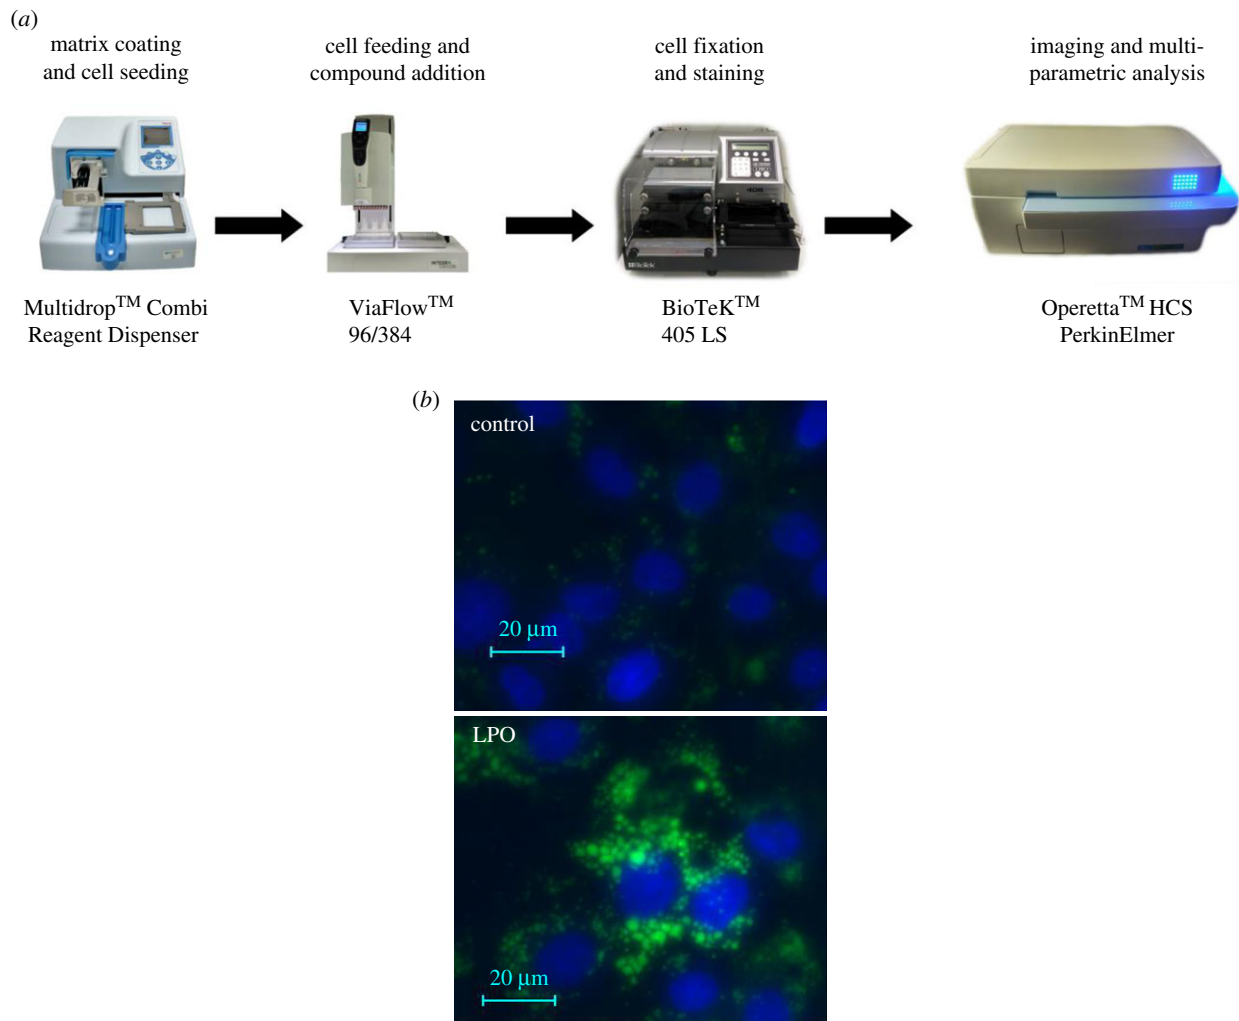 (a)
matrix coating
and cell seeding
cell feeding and
compound addition
cell fixation
and staining
imaging and multi-
parametric analysis
405
Multidrop™ Combi
Reagent Dispenser
ViaFlow™
96/384
BioTeK™
405 LS
Operetta™ HCS
PerkinElmer
(b)
control
20 µm
LPO
20 µm